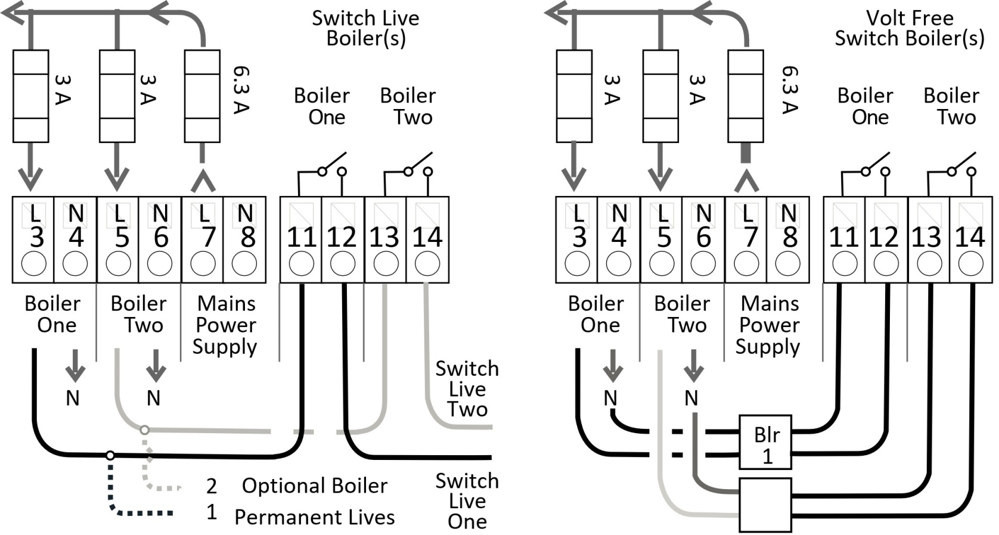 Switch Live
Boiler(s)
3 A
3 A
6.3 A
Boiler
One
Boiler
Two
L
N
L
N
L
N
3
4
5
6
7
8
11
12
13
14
Boiler
One
Boiler
Two
Mains
Power
Supply
N
N
Switch
Live
Two
2 Optional Boiler
1 Permanent Lives
Switch
Live
One
Volt Free
Switch Boiler(s)
3 A
3 A
6.3 A
Boiler
One
Boiler
Two
L
N
L
N
L
N
3
4
5
6
7
8
11
12
13
14
Boiler
One
Boiler
Two
Mains
Power
Supply
N
N
Blr
1